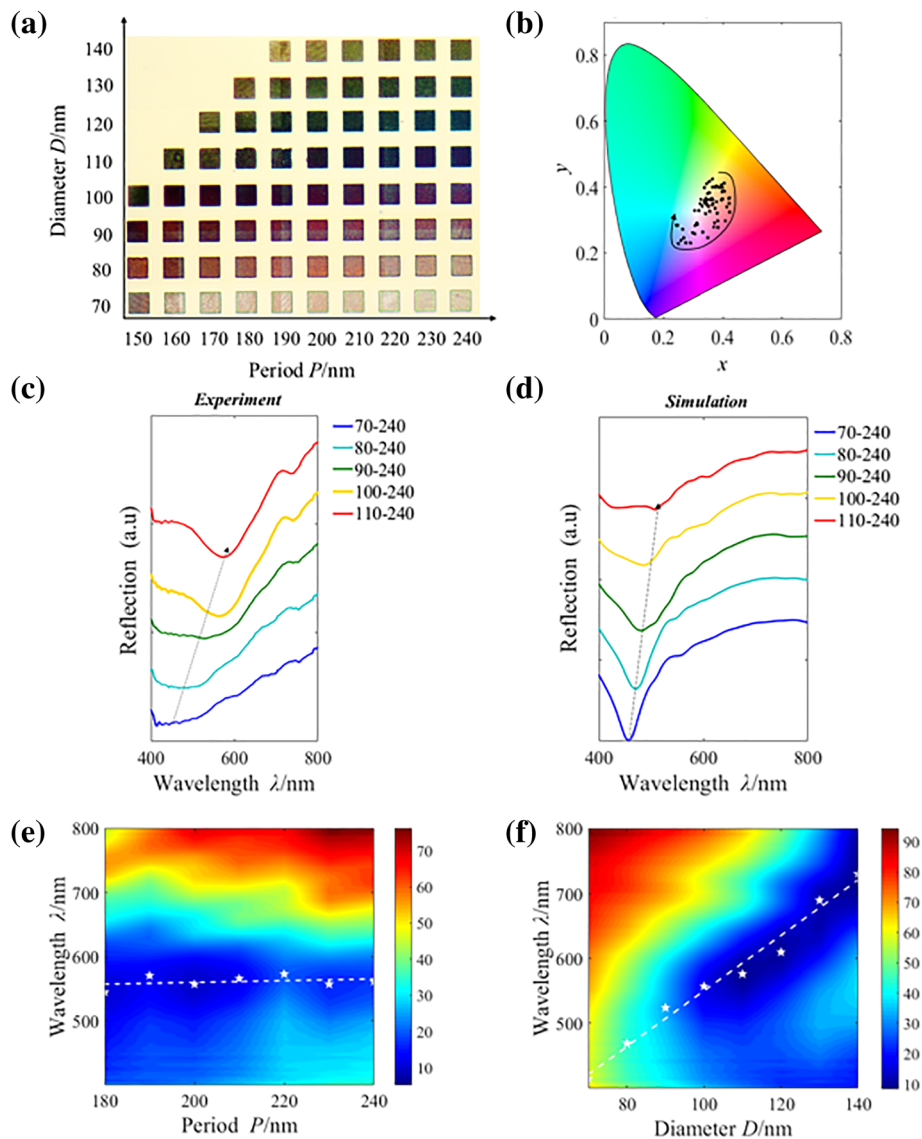 (a)
140
130
120
110
100
90
80
70
Diameter D/nm
150 160 170 180 190 200 210 220 230 240
Period P/nm
(b)
0.8
0.6
0.4
0.2
0
y
0 0.2 0.4 0.6 0.8
x
(c)
Experiment
70-240
80-240
90-240
100-240
110-240
Reflection (a.u)
400 600 800
Wavelength λ/nm
(d)
Simulation
70-240
80-240
90-240
100-240
110-240
Reflection (a.u)
400 500 600 700 800
Wavelength λ/nm
(e)
800
700
600
500
Wavelength λ/nm
180 200 220 240
Period P/nm
70
60
50
40
30
20
10
(f)
800
700
600
500
Wavelength λ/nm
80 100 120 140
Diameter D/nm
90
80
70
60
50
40
30
20
10